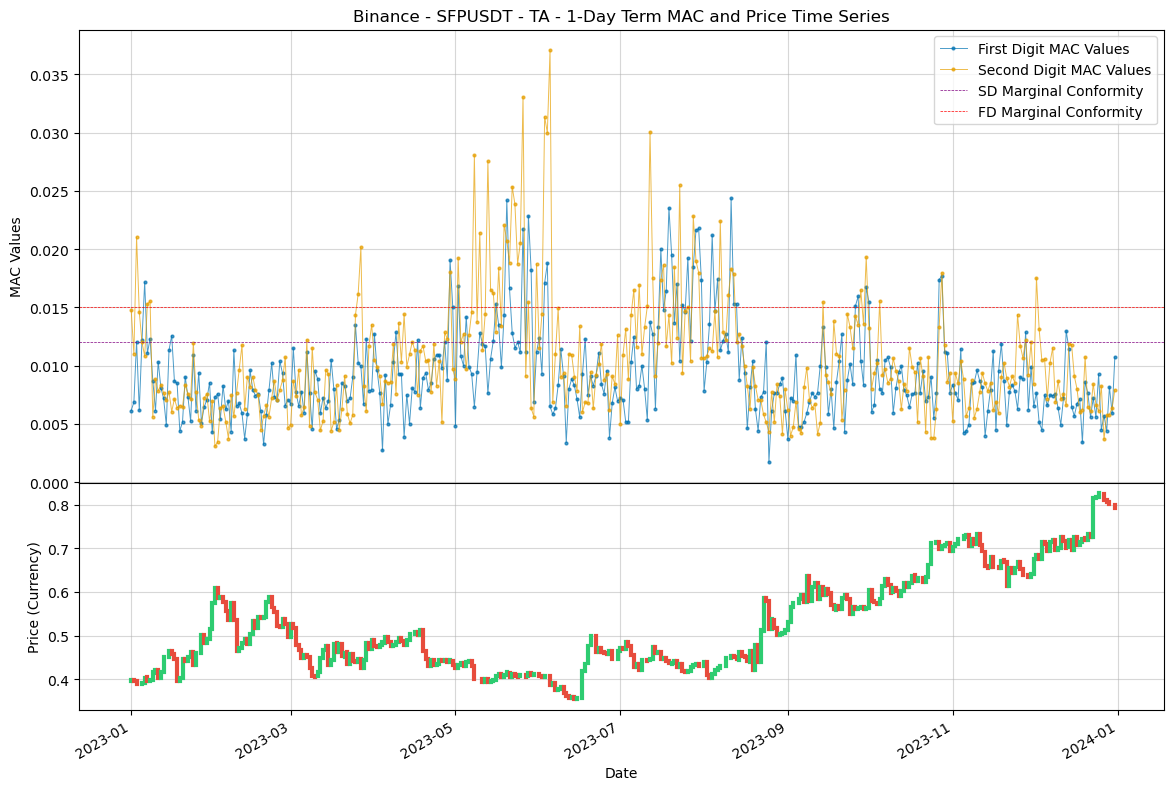 Binance - SFPUSDT - TA - 1-Day Term MAC and Price Time Series
First Digit MAC Values
Second Digit MAC Values
SD Marginal Conformity
FD Marginal Conformity
MAC Values
0.035
0.030
0.025
0.020
0.015
0.010
0.005
0.000
Price (Currency)
0.8
0.7
0.6
0.5
0.4
2023-01
2023-03
2023-05
2023-07
2023-09
2023-11
2024-01
Date